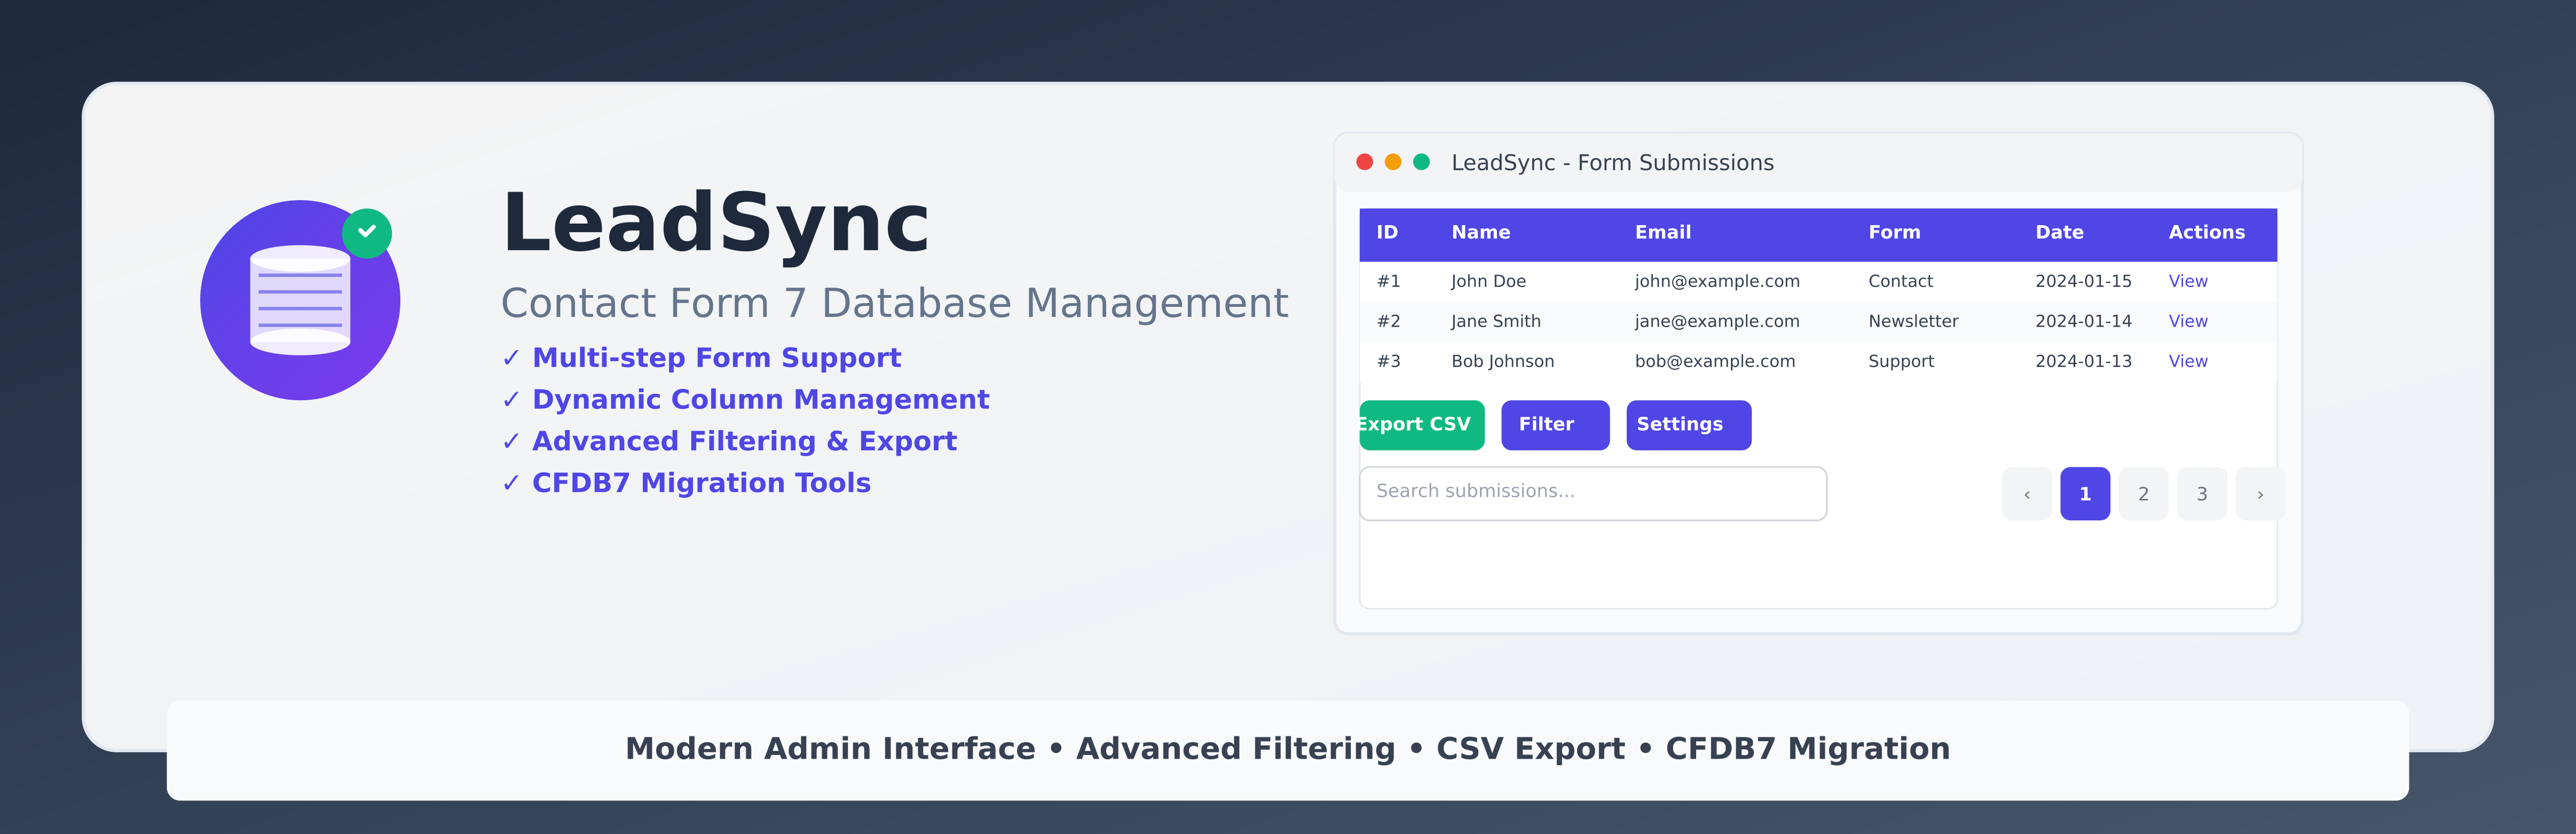 LeadSync
Contact Form 7 Database Management
✓ Multi-step Form Support
✓ Dynamic Column Management
✓ Advanced Filtering & Export
✓ CFDB7 Migration Tools
LeadSync - Form Submissions
ID Name Email Form Date Actions
#1 John Doe john@example.com Contact 2024-01-15 View
#2 Jane Smith jane@example.com Newsletter 2024-01-14 View
#3 Bob Johnson bob@example.com Support 2024-01-13 View
Export CSV Filter Settings
Search submissions... ‹ 1 2 3 ›
Modern Admin Interface • Advanced Filtering • CSV Export • CFDB7 Migration